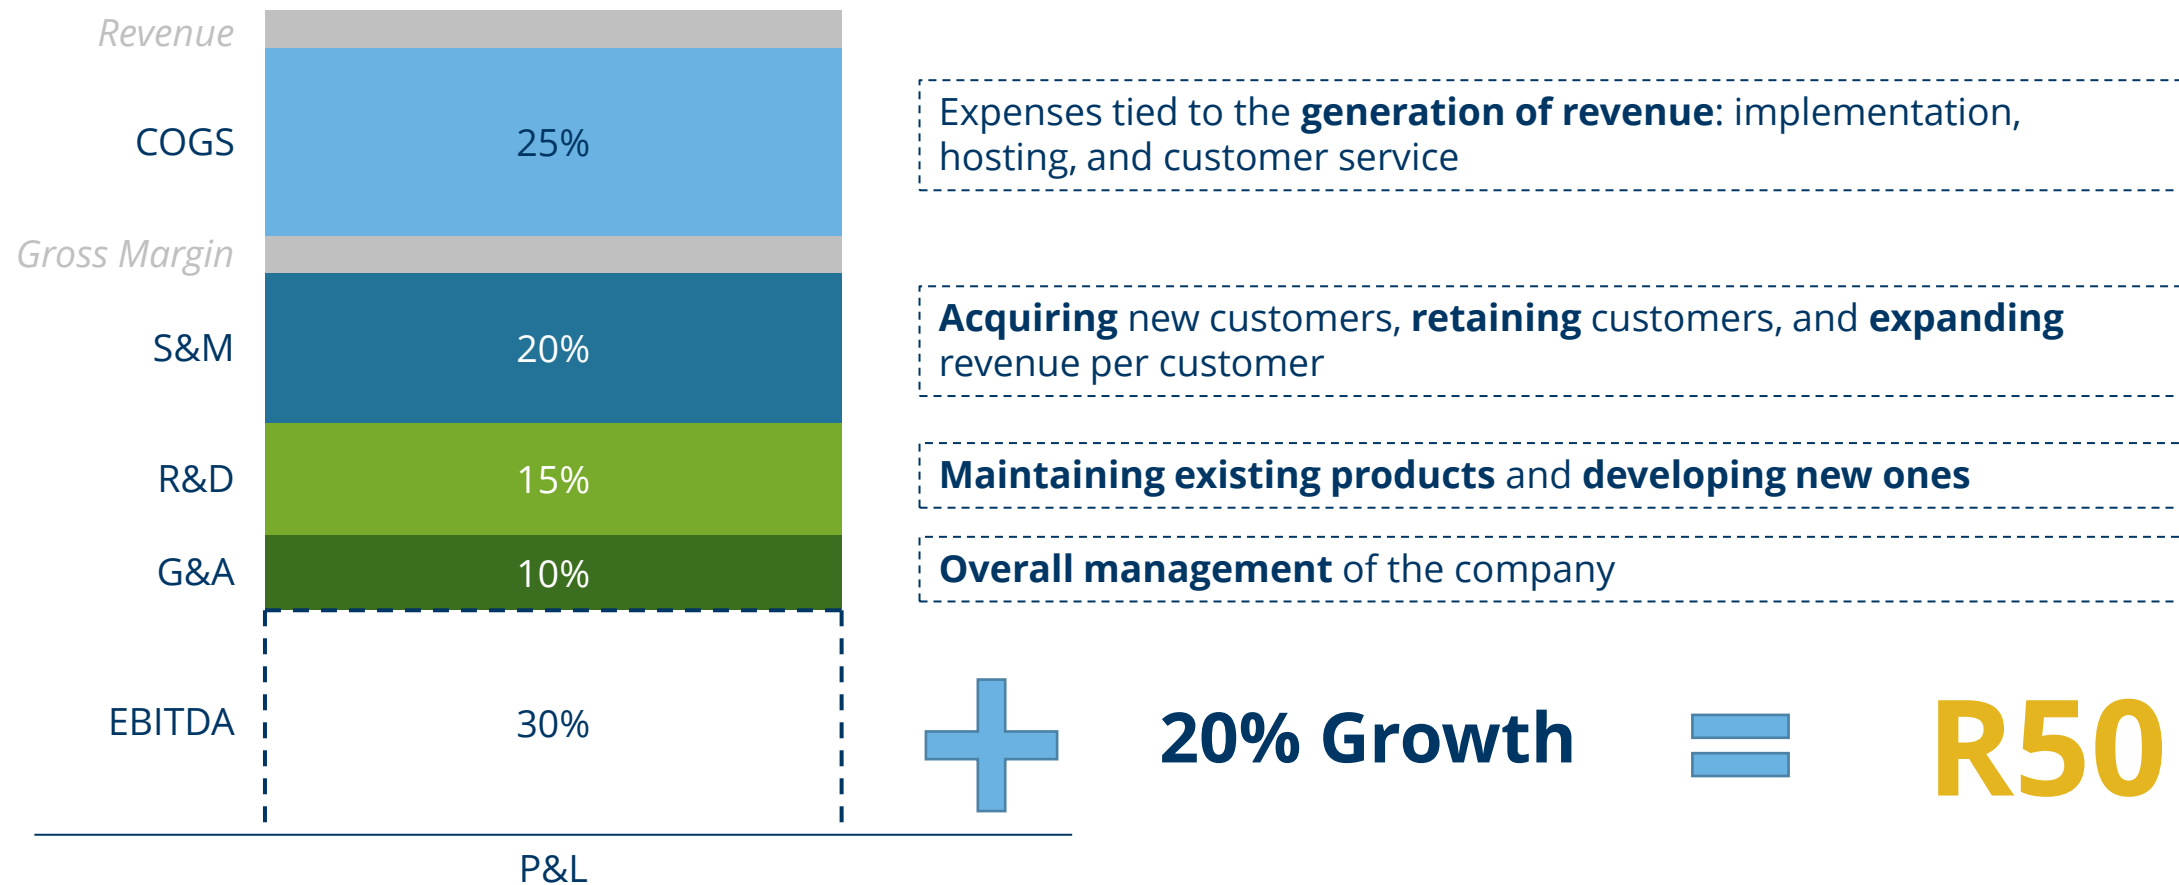 Revenue
COGS
25%
Expenses tied to the generation of revenue: implementation,
hosting, and customer service
Gross Margin
S&M
20%
Acquiring new customers, retaining customers, and expanding
revenue per customer
R&D
15%
Maintaining existing products and developing new ones
G&A
10%
Overall management of the company
EBITDA
30%
20% Growth
R50
P&L